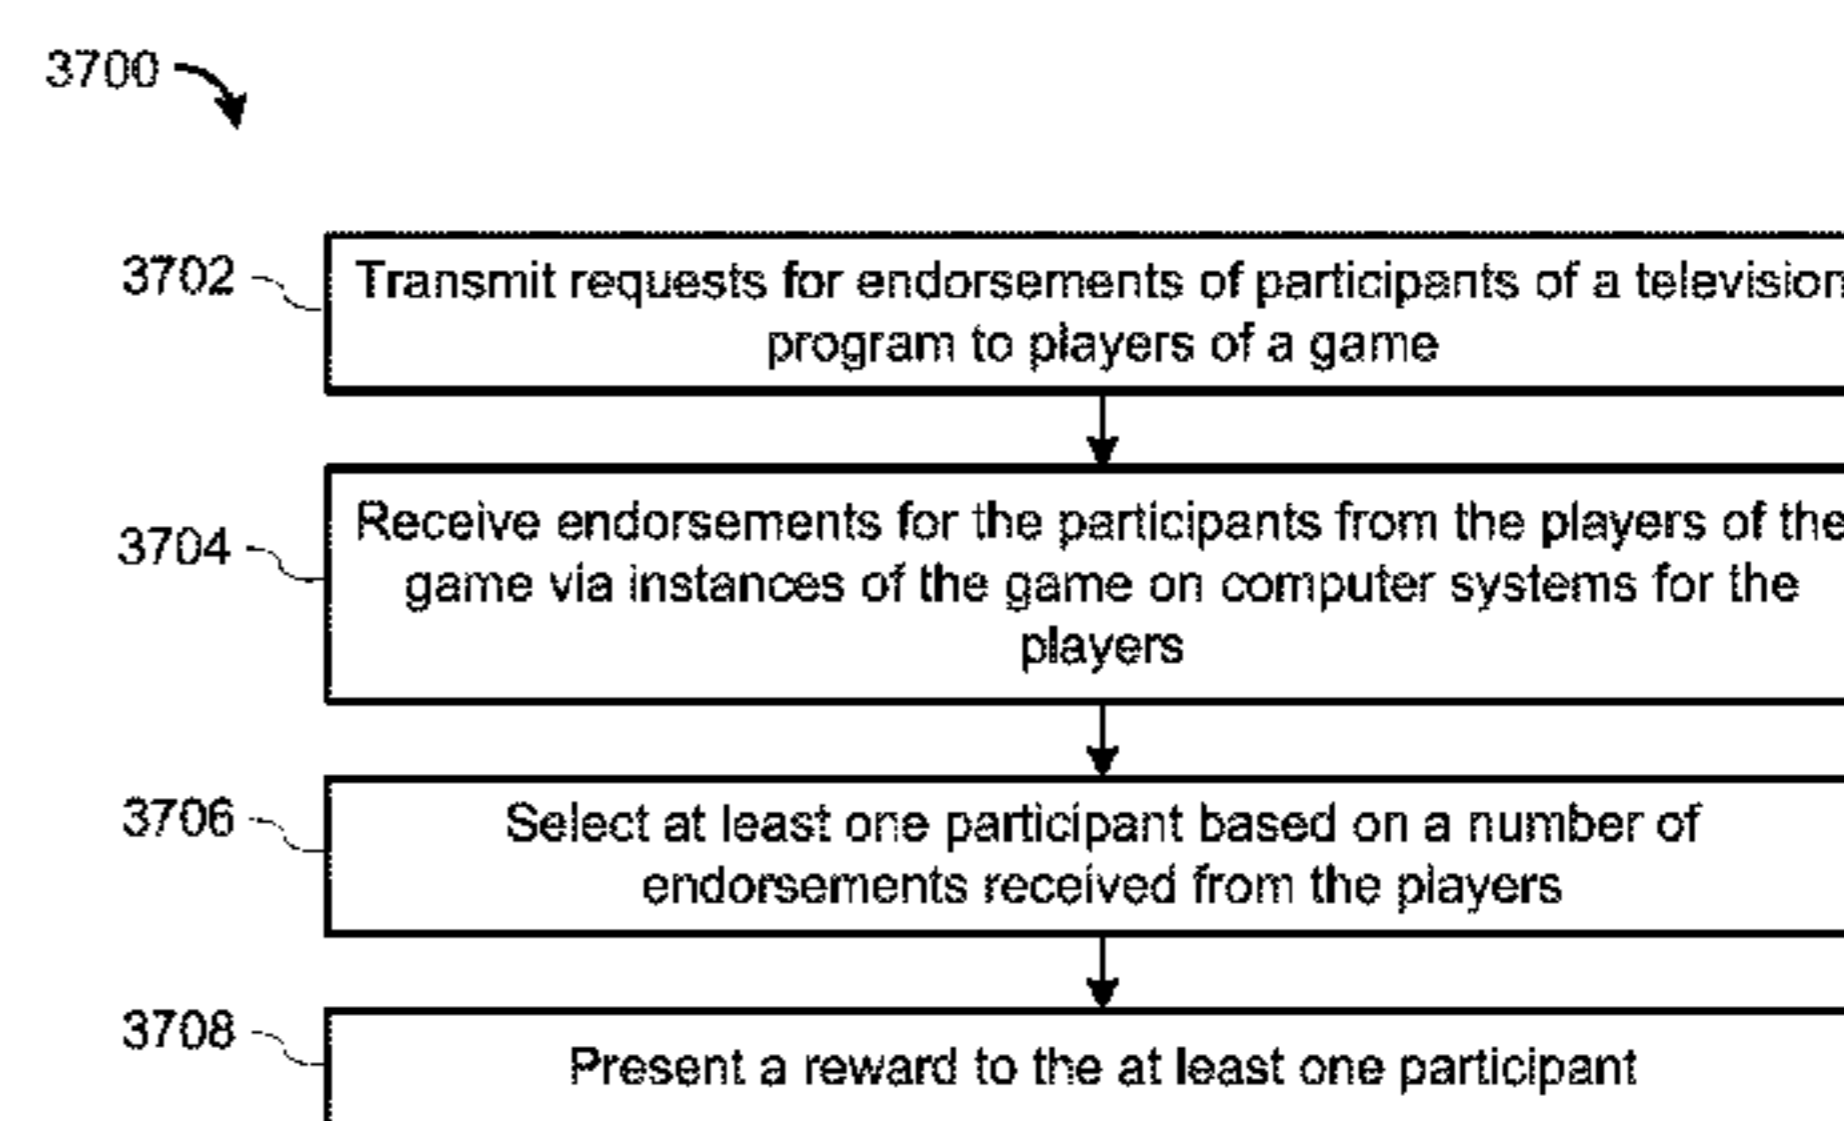 3700
3702
Transmit requests for endorsements of participants of a television
program to players of a game
3704
Receive endorsements for the participants from the players of the
game via instances of the game on computer systems for the
players
3706
Select at least one participant based on a number of
endorsements received from the players
3708
Present a reward to the at least one participant